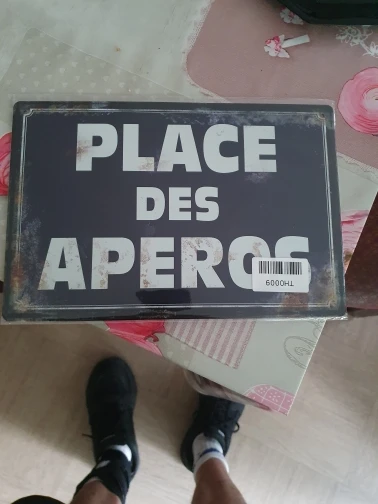 PLACE
DES
APEROS
TH0009